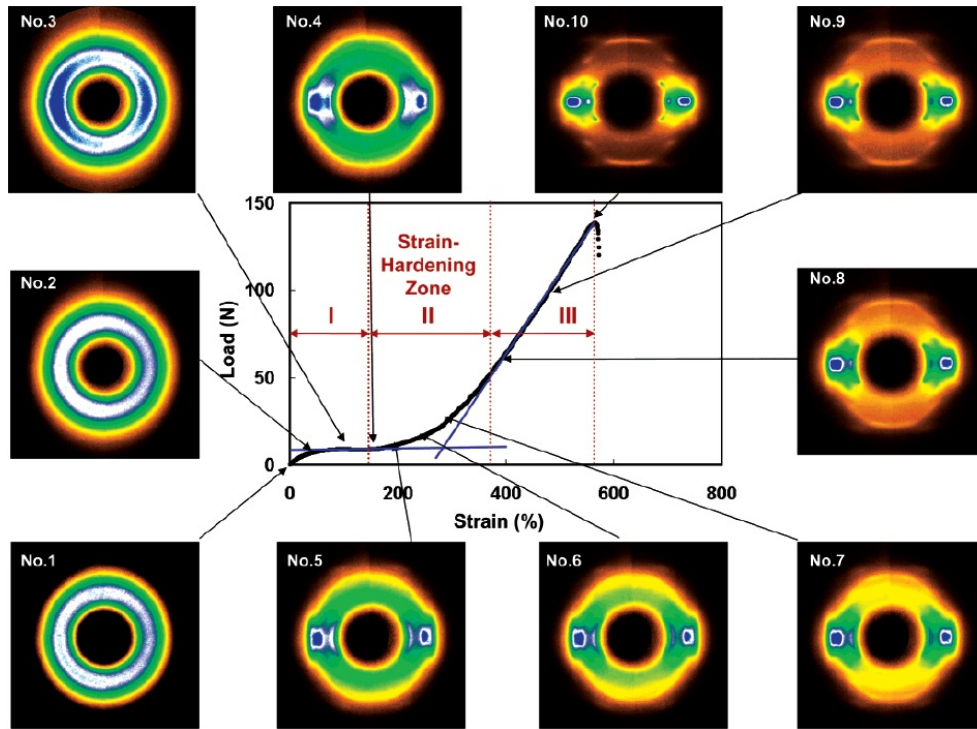 No.3
No.4
No.10
No.9
No.2
No.8
150
100
50
0
Load (N)
Strain-
Hardening
Zone
I
II
III
0
200
400
600
800
Strain (%)
No.1
No.5
No.6
No.7